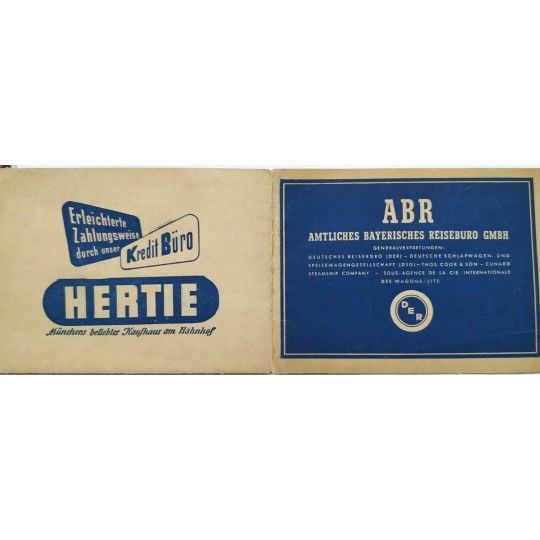 Erleichterte
Zahlungsweise
durch unser
Kredit Büro
HERTIE
Münchens beliebtes Kaufhaus am Bahnhof
ABR
AMTLICHES BAYERISCHES REISEBURO GMBH
GENERALVERTRETUNGEN:
DEUTSCHES REISEBÜRO (DER) - DEUTSCHE SCHLAFWAGEN- UND
SPEISEWAGENGESELLSCHAFT (DSG) - THOS. COOK & SON - CUNARD
STEAMSHIP COMPANY - SOUS-AGENCE DE LA CIE. INTERNATIONALE
DES WAGONS-LITS
DER